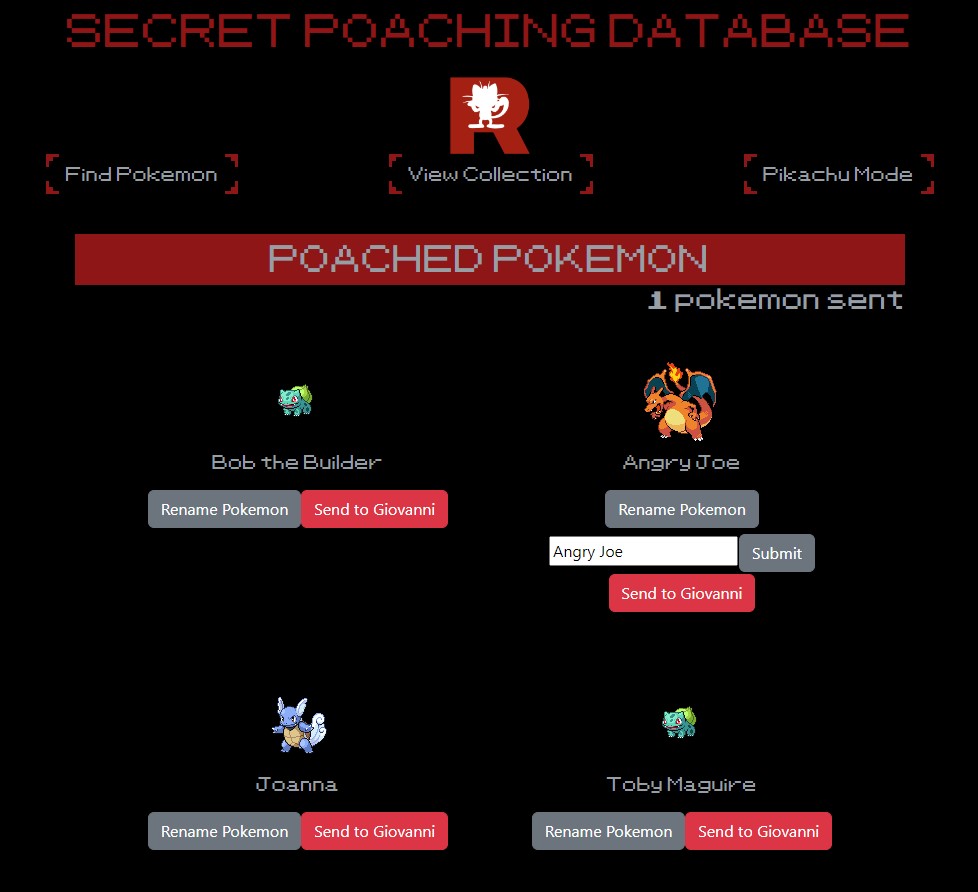 SECRET POACHING DATABASE
R
Find Pokemon View Collection Pikachu Mode
POACHED POKEMON
1 pokemon sent
Bob the Builder Angry Joe
Rename Pokemon Send to Giovanni Rename Pokemon
Angry Joe Submit
Send to Giovanni
Joanna Toby Maguire
Rename Pokemon Send to Giovanni Rename Pokemon Send to Giovanni